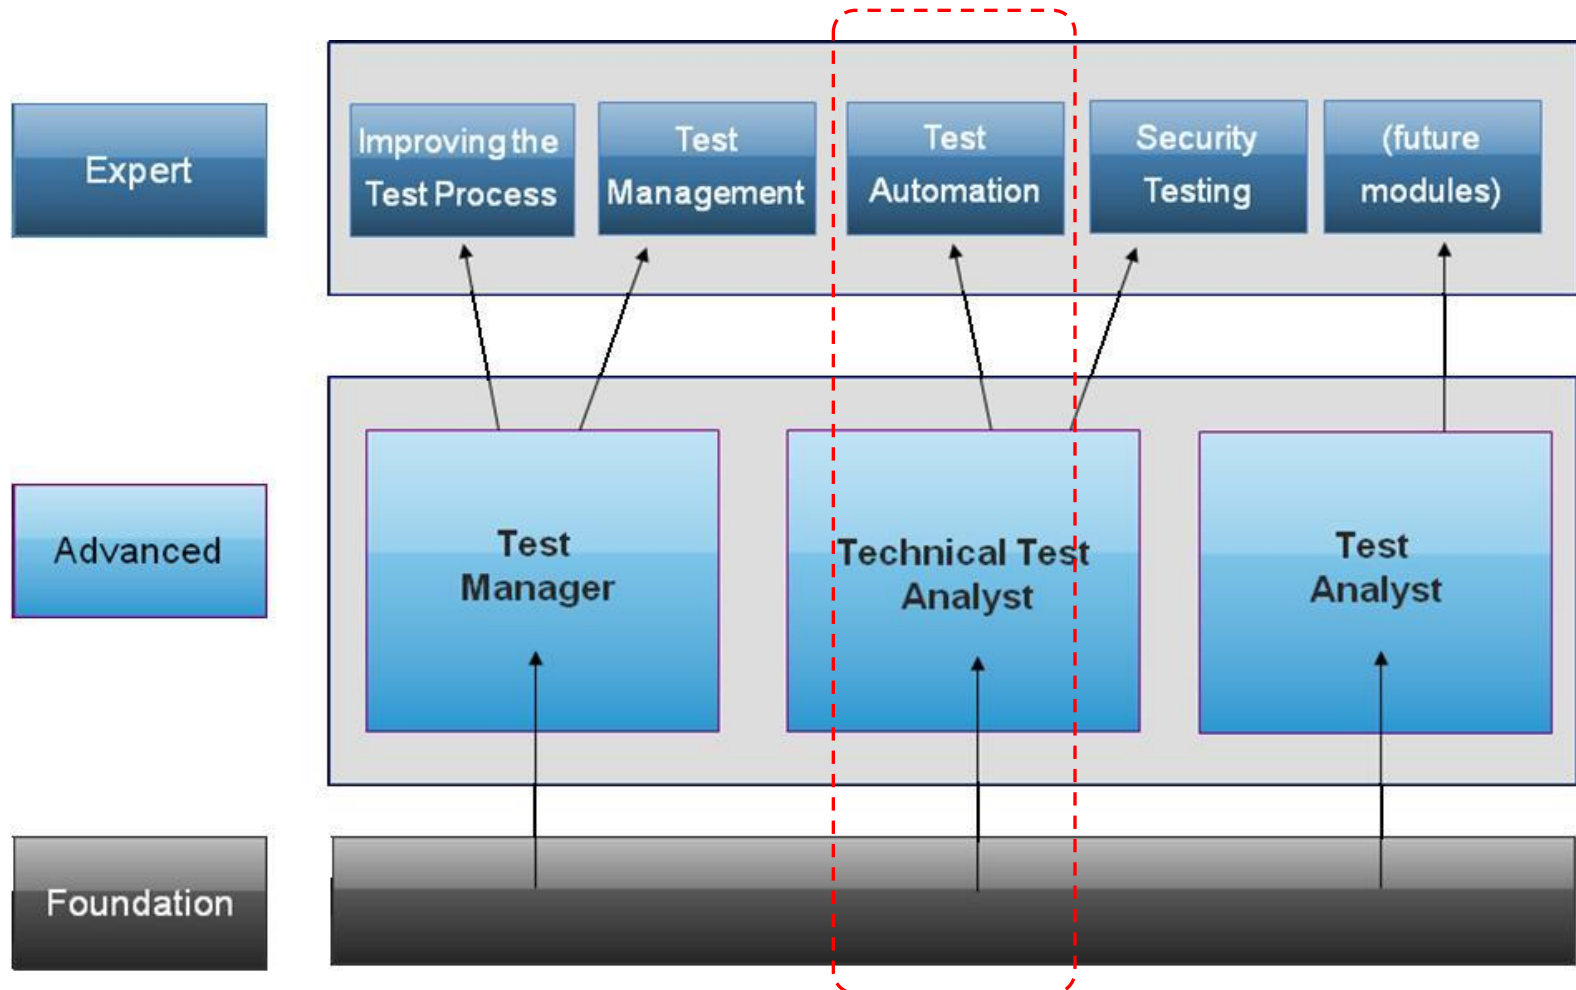 Expert
Improving the
Test Process
Test
Management
Test
Automation
Security
Testing
(future
modules)
Advanced
Test
Manager
Technical Test
Analyst
Test
Analyst
Foundation